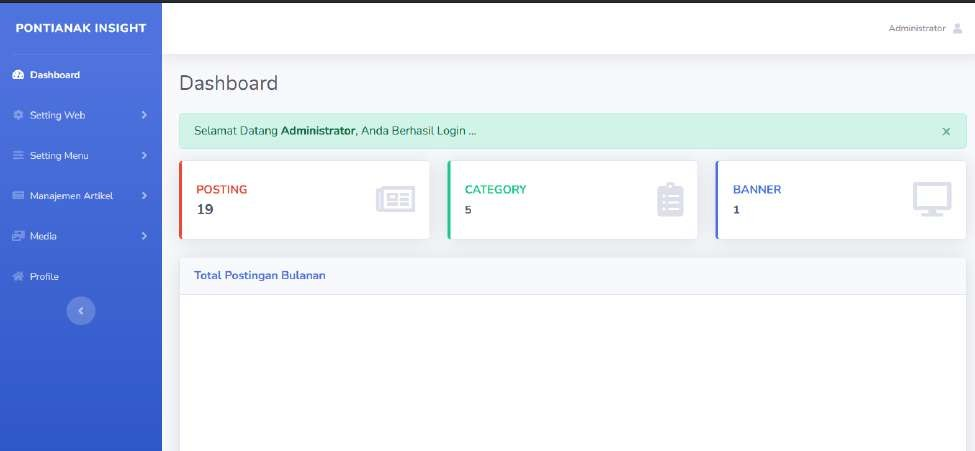 PONTIANAK INSIGHT
Administrator
Dashboard
Setting Web
Setting Menu
Manajemen Artikel
Media
Profile
Dashboard
Selamat Datang Administrator, Anda Berhasil Login ...
×
POSTING
19
CATEGORY
5
BANNER
1
Total Postingan Bulanan